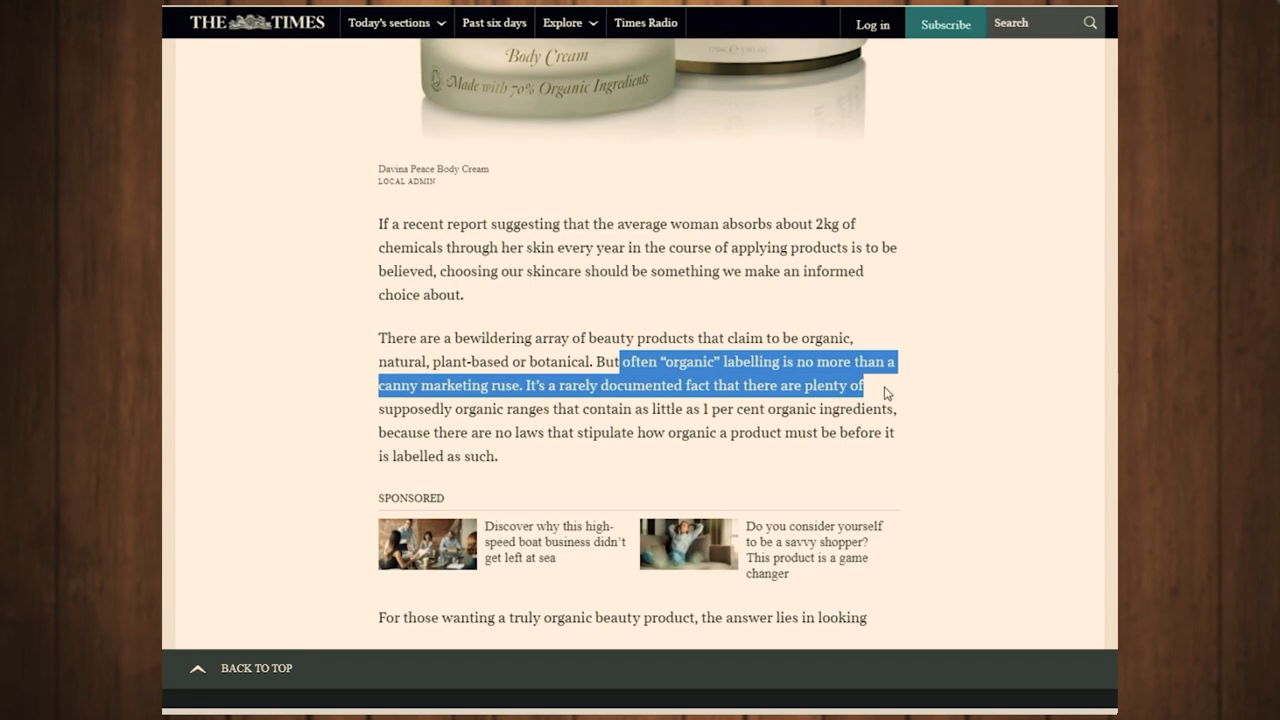 THE TIMES
Today's sections
Past six days
Explore
Times Radio
Log in
Subscribe
Search
Body Cream
Made with 70% Organic Ingredients
Davina Peace Body Cream
LOCAL ADMIN
If a recent report suggesting that the average woman absorbs about 2kg of
chemicals through her skin every year in the course of applying products is to be
believed, choosing our skincare should be something we make an informed
choice about.
There are a bewildering array of beauty products that claim to be organic,
natural, plant-based or botanical. But often “organic” labelling is no more than a
canny marketing ruse. It’s a rarely documented fact that there are plenty of
supposedly organic ranges that contain as little as 1 per cent organic ingredients,
because there are no laws that stipulate how organic a product must be before it
is labelled as such.
SPONSORED
Discover why this high-
speed boat business didn’t
get left at sea
Do you consider yourself
to be a savvy shopper?
This product is a game
changer
For those wanting a truly organic beauty product, the answer lies in looking
BACK TO TOP